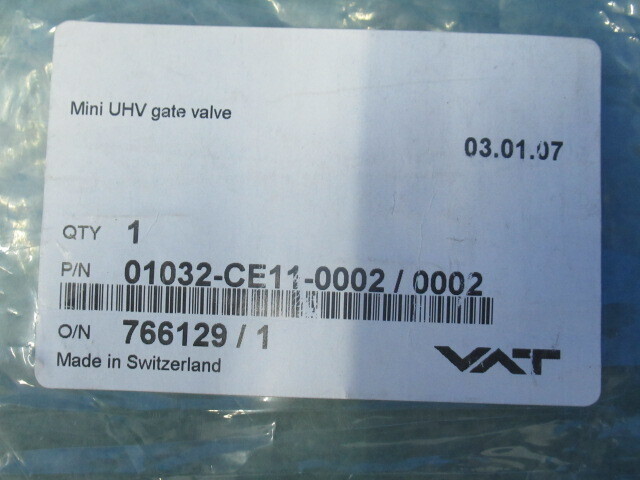 Mini UHV gate valve
03.01.07
QTY 1
P/N 01032-CE11-0002 / 0002
O/N 766129 / 1
Made in Switzerland
VAT